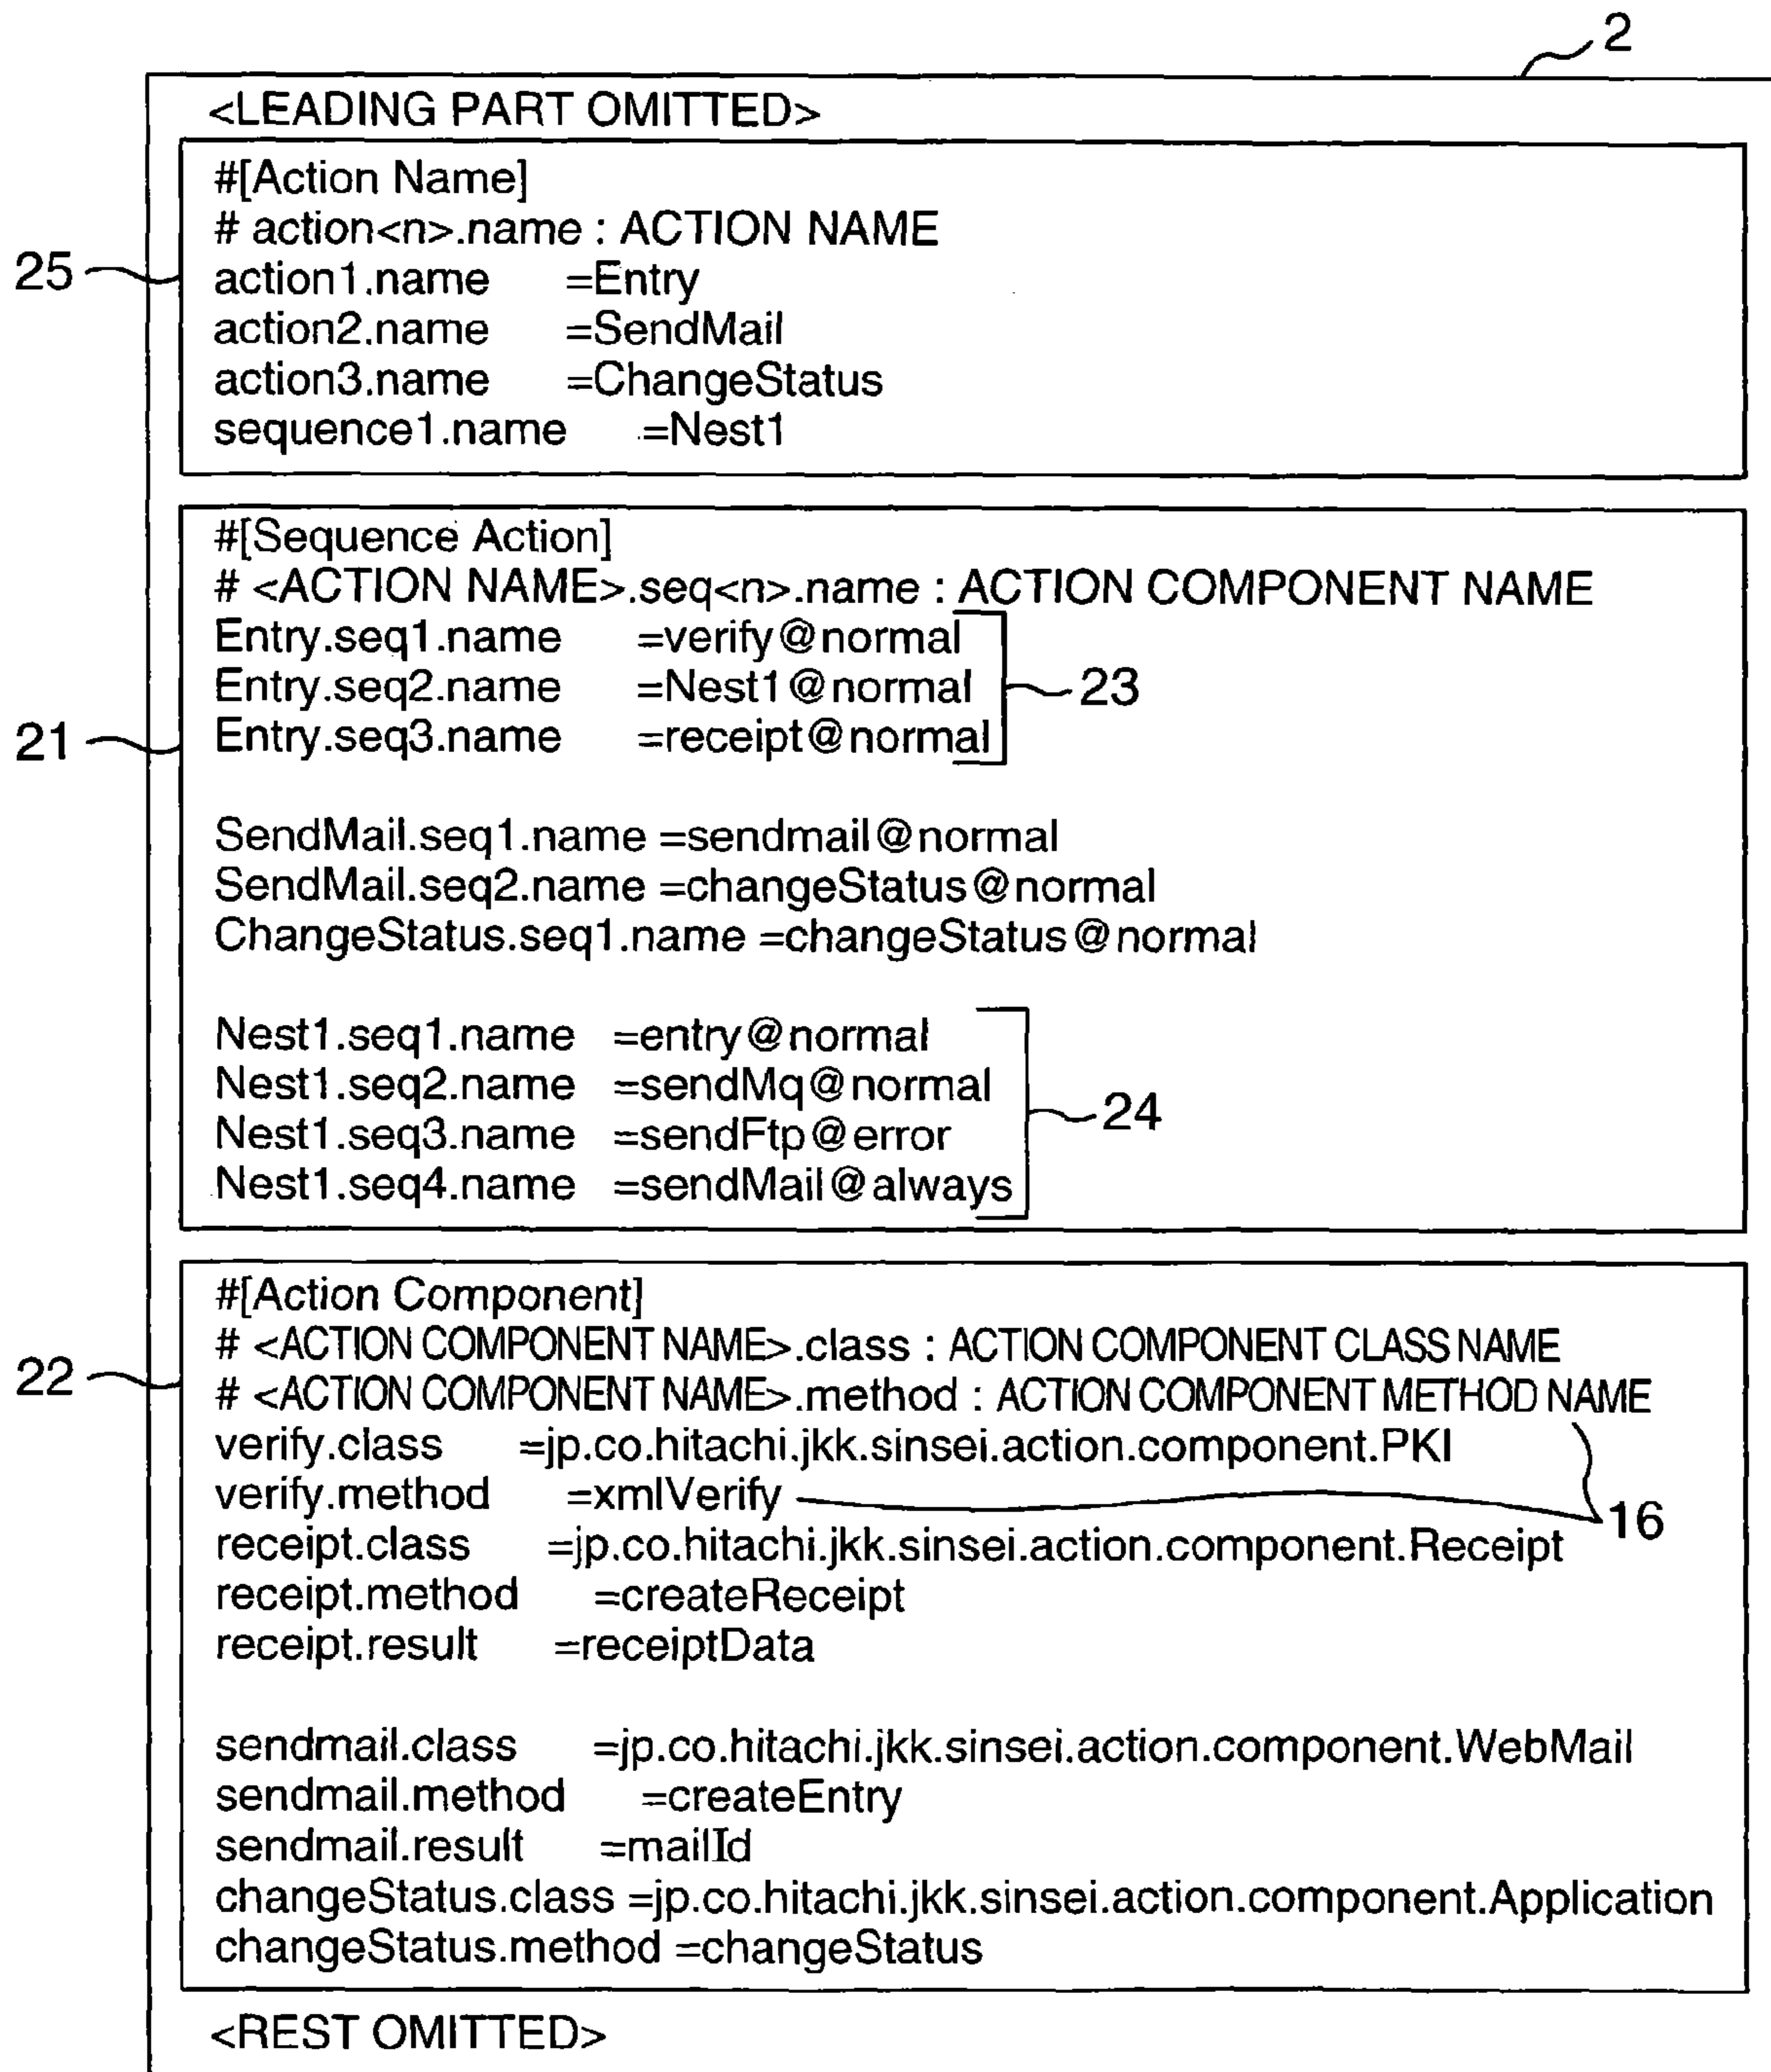 2
<LEADING PART OMITTED>
#[Action Name]
# action<n>.name : ACTION NAME
25
action1.name =Entry
action2.name =SendMail
action3.name =ChangeStatus
sequence1.name =Nest1
#[Sequence Action]
# <ACTION NAME>.seq<n>.name : ACTION COMPONENT NAME
Entry.seq1.name =verify@normal
Entry.seq2.name =Nest1@normal
23
21
Entry.seq3.name =receipt@normal
SendMail.seq1.name =sendmail@normal
SendMail.seq2.name =changeStatus@normal
ChangeStatus.seq1.name =changeStatus@normal
Nest1.seq1.name =entry@normal
Nest1.seq2.name =sendMq@normal
24
Nest1.seq3.name =sendFtp@error
Nest1.seq4.name =sendMail@always
#[Action Component]
# <ACTION COMPONENT NAME>.class : ACTION COMPONENT CLASS NAME
22
# <ACTION COMPONENT NAME>.method : ACTION COMPONENT METHOD NAME
verify.class =jp.co.hitachi.jkk.sinsei.action.component.PKI
verify.method =xmlVerify
16
receipt.class =jp.co.hitachi.jkk.sinsei.action.component.Receipt
receipt.method =createReceipt
receipt.result =receiptData
sendmail.class =jp.co.hitachi.jkk.sinsei.action.component.WebMail
sendmail.method =createEntry
sendmail.result =mailId
changeStatus.class =jp.co.hitachi.jkk.sinsei.action.component.Application
changeStatus.method =changeStatus
<REST OMITTED>